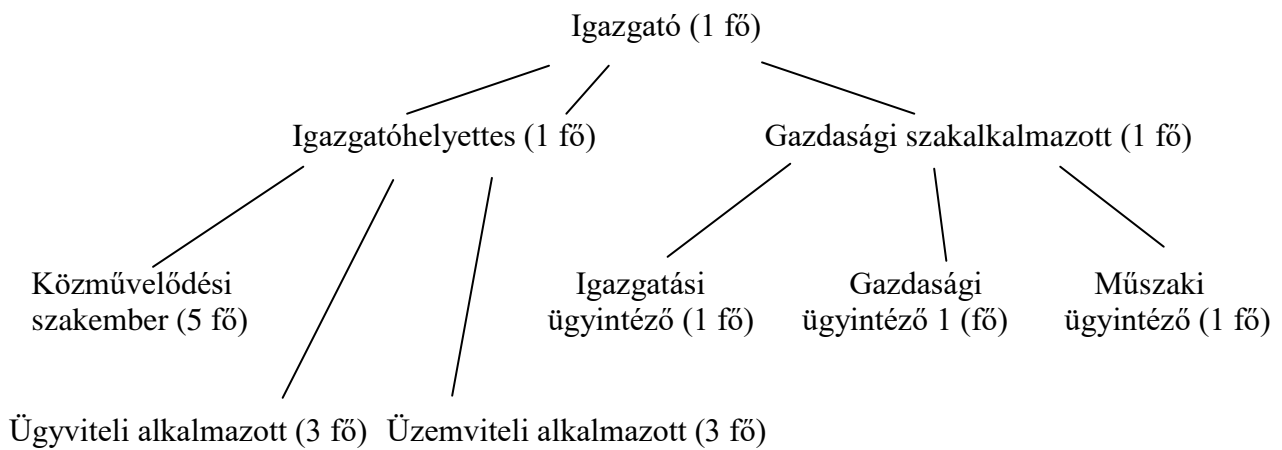 Igazgató (1 fő)
Igazgatóhelyettes (1 fő)
Gazdasági szakalkalmazott (1 fő)
Közművelődési
szakember (5 fő)
Igazgatási
ügyintéző (1 fő)
Gazdasági
ügyintéző 1 (fő)
Műszaki
ügyintéző (1 fő)
Ügyviteli alkalmazott (3 fő)
Üzemviteli alkalmazott (3 fő)